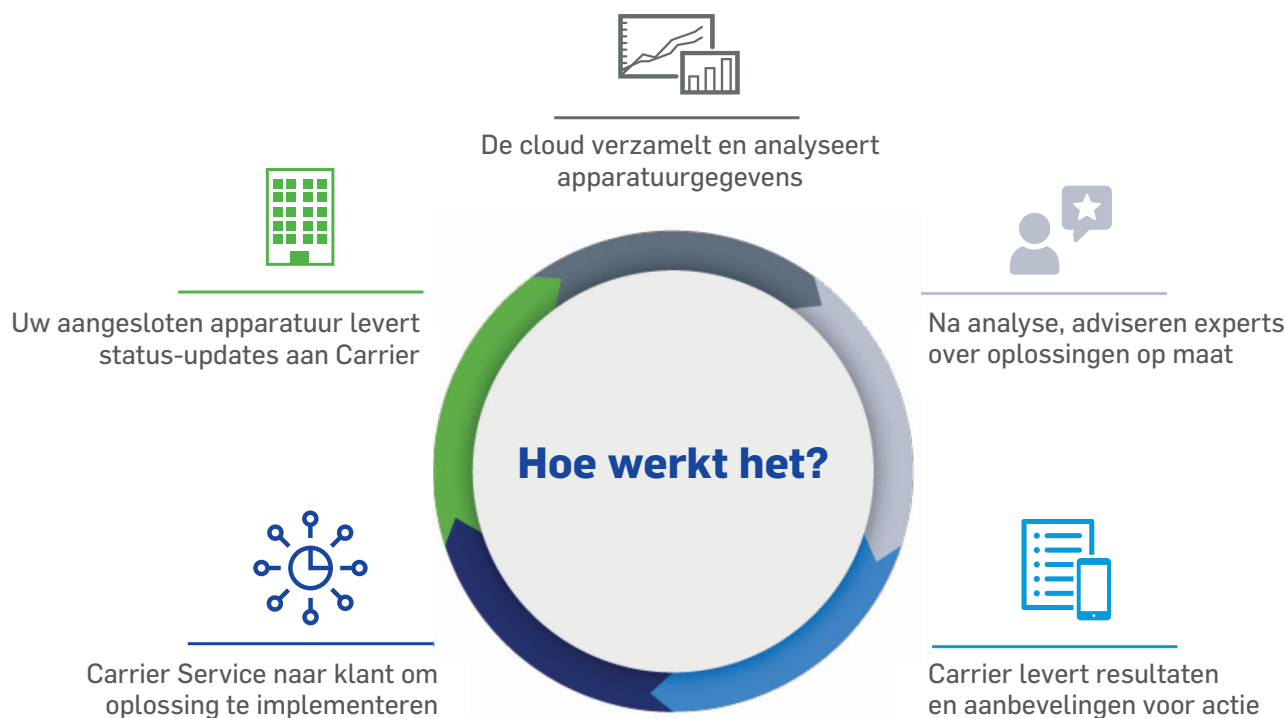 De cloud verzamelt en analyseert
apparatuurgegevens
Uw aangesloten apparatuur levert
status-updates aan Carrier
Na analyse, adviseren experts
over oplossingen op maat
Hoe werkt het?
Carrier Service naar klant om
oplossing te implementeren
Carrier levert resultaten
en aanbevelingen voor actie